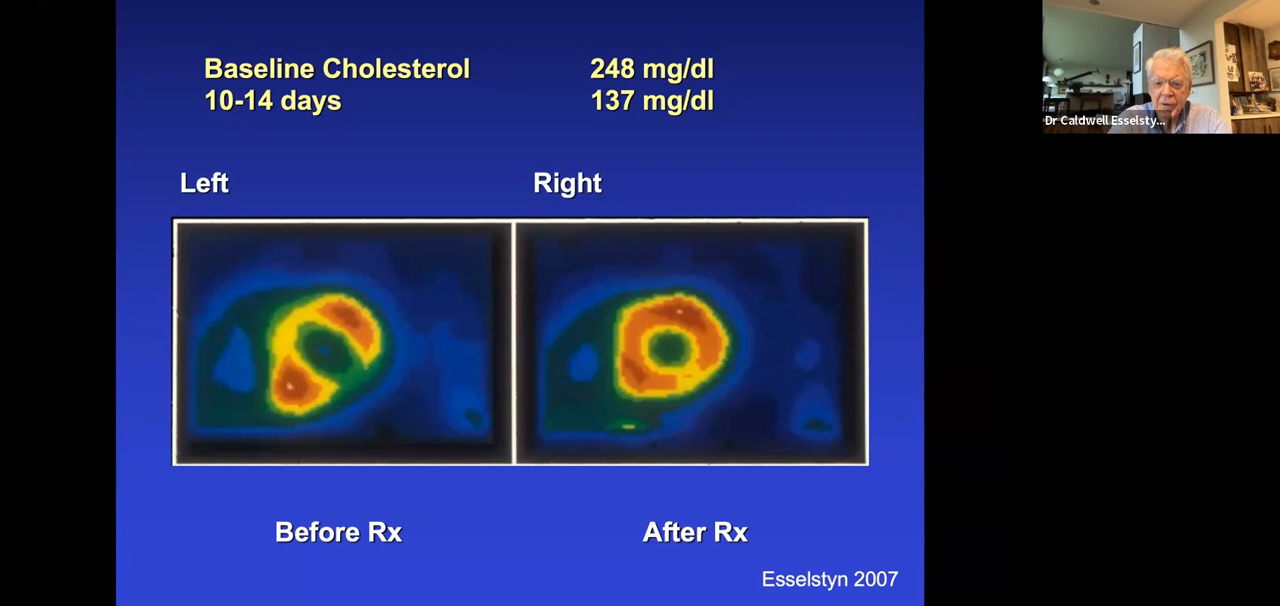 Baseline Cholesterol 248 mg/dl
10-14 days 137 mg/dl
Left Right
Before Rx After Rx
Esselstyn 2007
Dr Caldwell Esselsty...